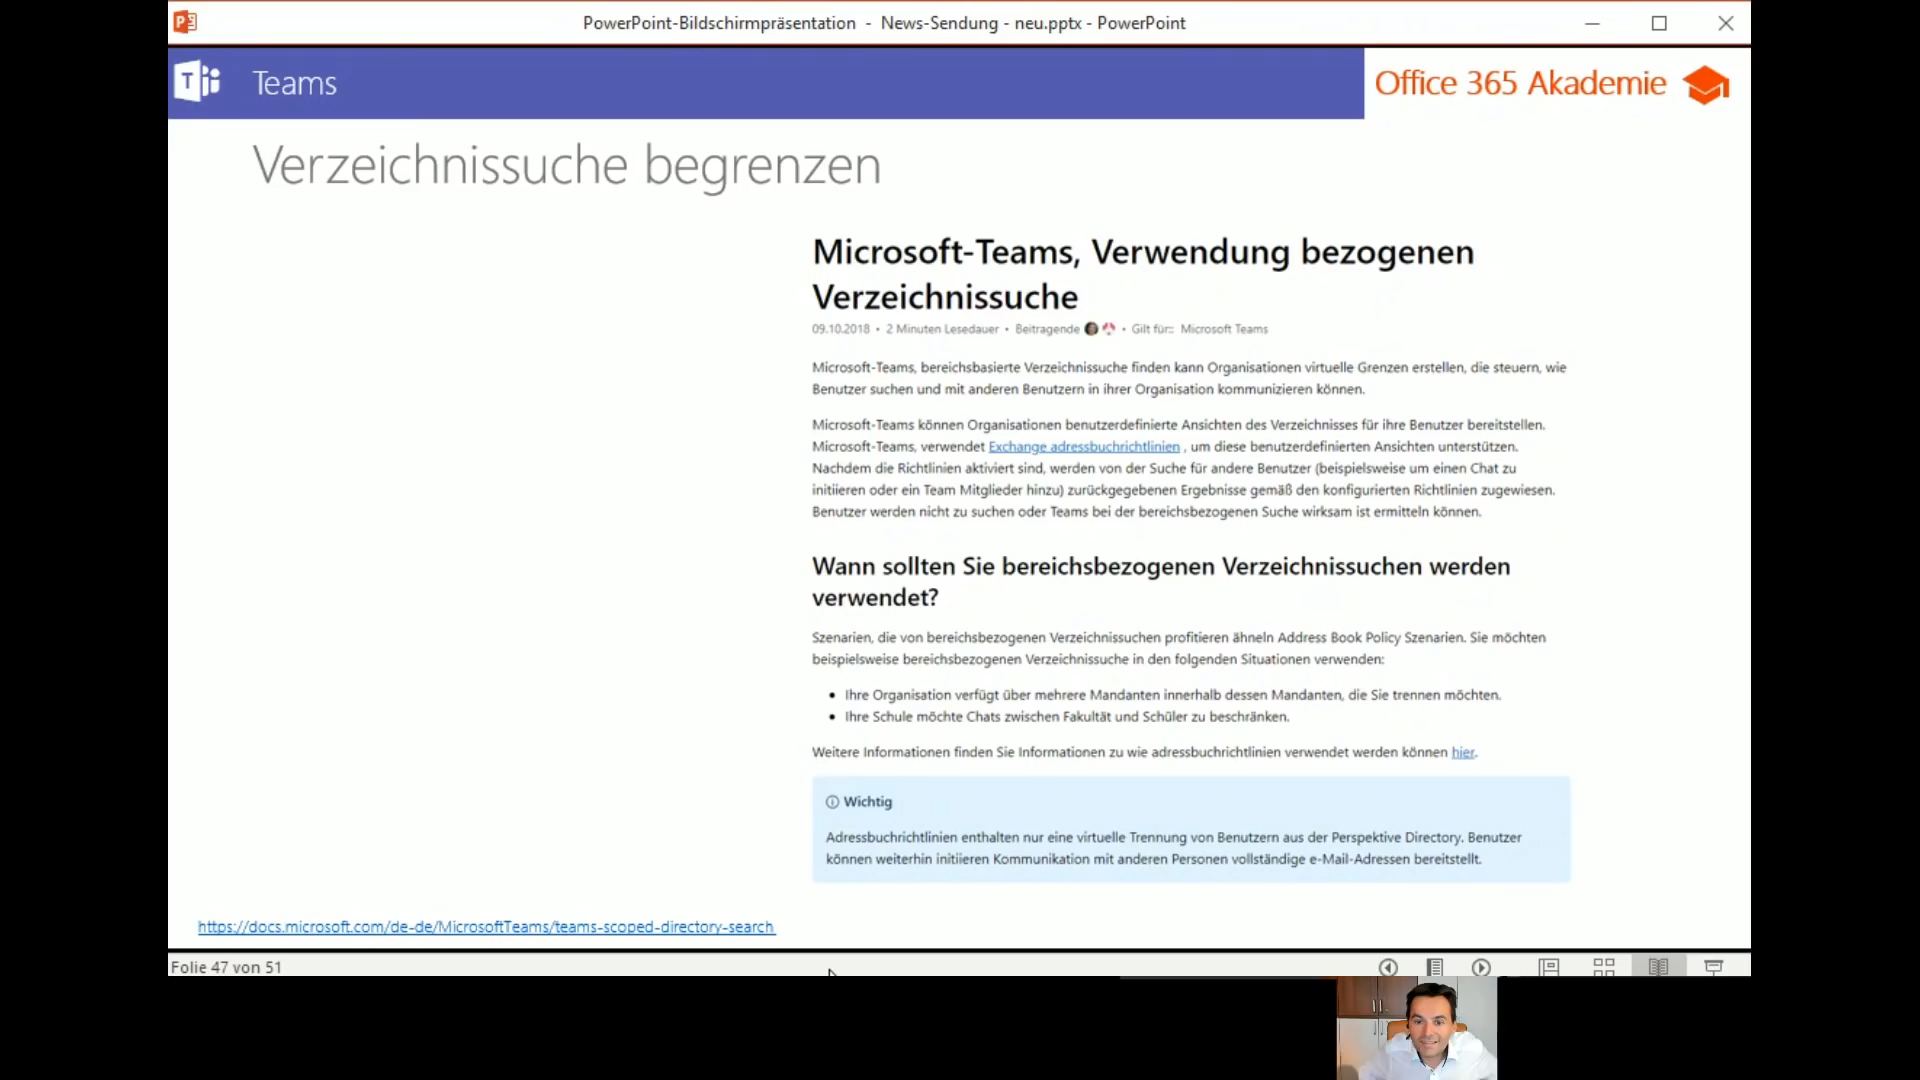 PowerPoint-Bildschirmpräsentation - News-Sendung - neu.pptx - PowerPoint
Teams
Office 365 Akademie
Verzeichnissuche begrenzen
Microsoft-Teams, Verwendung bezogenen
Verzeichnissuche
09.10.2018 • 2 Minuten Lesedauer • Beitragende • Gilt für:: Microsoft Teams
Microsoft-Teams, bereichsbasierte Verzeichnissuche finden kann Organisationen virtuelle Grenzen erstellen, die steuern, wie
Benutzer suchen und mit anderen Benutzern in ihrer Organisation kommunizieren können.
Microsoft-Teams können Organisationen benutzerdefinierte Ansichten des Verzeichnisses für ihre Benutzer bereitstellen.
Microsoft-Teams, verwendet Exchange adressbuchrichtlinien , um diese benutzerdefinierten Ansichten unterstützen.
Nachdem die Richtlinien aktiviert sind, werden von der Suche für andere Benutzer (beispielsweise um einen Chat zu
initiieren oder ein Team Mitglieder hinzu) zurückgegebenen Ergebnisse gemäß den konfigurierten Richtlinien zugewiesen.
Benutzer werden nicht zu suchen oder Teams bei der bereichsbezogenen Suche wirksam ist ermitteln können.
Wann sollten Sie bereichsbezogenen Verzeichnissuchen werden
verwendet?
Szenarien, die von bereichsbezogenen Verzeichnissuchen profitieren ähneln Address Book Policy Szenarien. Sie möchten
beispielsweise bereichsbezogenen Verzeichnissuche in den folgenden Situationen verwenden:
• Ihre Organisation verfügt über mehrere Mandanten innerhalb dessen Mandanten, die Sie trennen möchten.
• Ihre Schule möchte Chats zwischen Fakultät und Schüler zu beschränken.
Weitere Informationen finden Sie Informationen zu wie adressbuchrichtlinien verwendet werden können hier.
Wichtig
Adressbuchrichtlinien enthalten nur eine virtuelle Trennung von Benutzern aus der Perspektive Directory. Benutzer
können weiterhin initiieren Kommunikation mit anderen Personen vollständige e-Mail-Adressen bereitstellt.
https://docs.microsoft.com/de-de/MicrosoftTeams/teams-scoped-directory-search
Folie 47 von 51